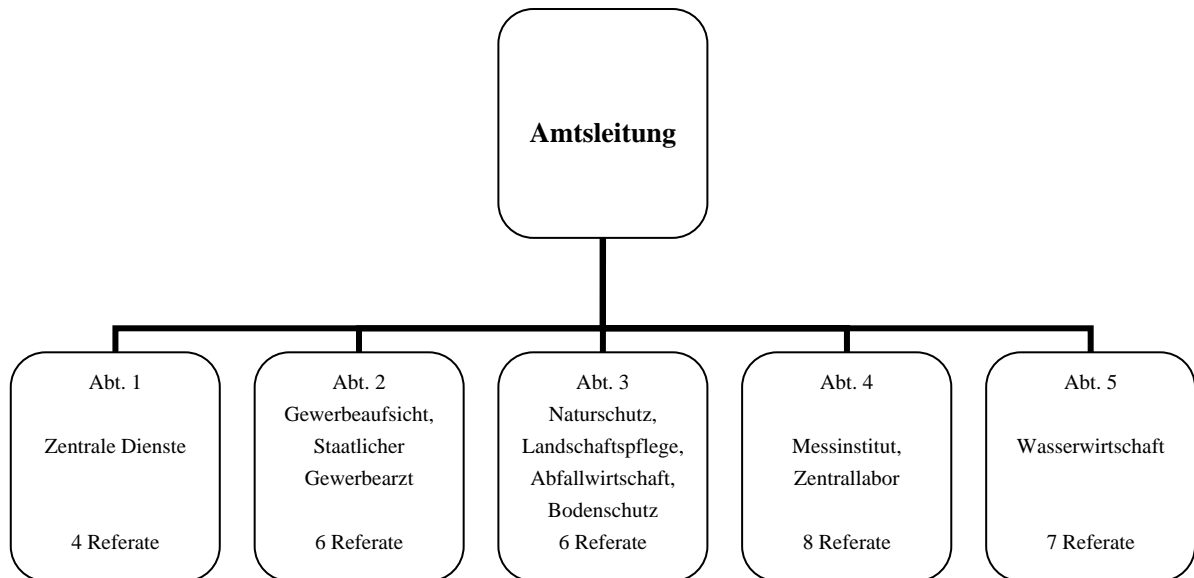 Amtsleitung
Abt. 1
Zentrale Dienste
4 Referate
Abt. 2
Gewerbeaufsicht,
Staatlicher
Gewerbearzt
6 Referate
Abt. 3
Naturschutz,
Landschaftspflege,
Abfallwirtschaft,
Bodenschutz
6 Referate
Abt. 4
Messinstitut,
Zentrallabor
8 Referate
Abt. 5
Wasserwirtschaft
7 Referate